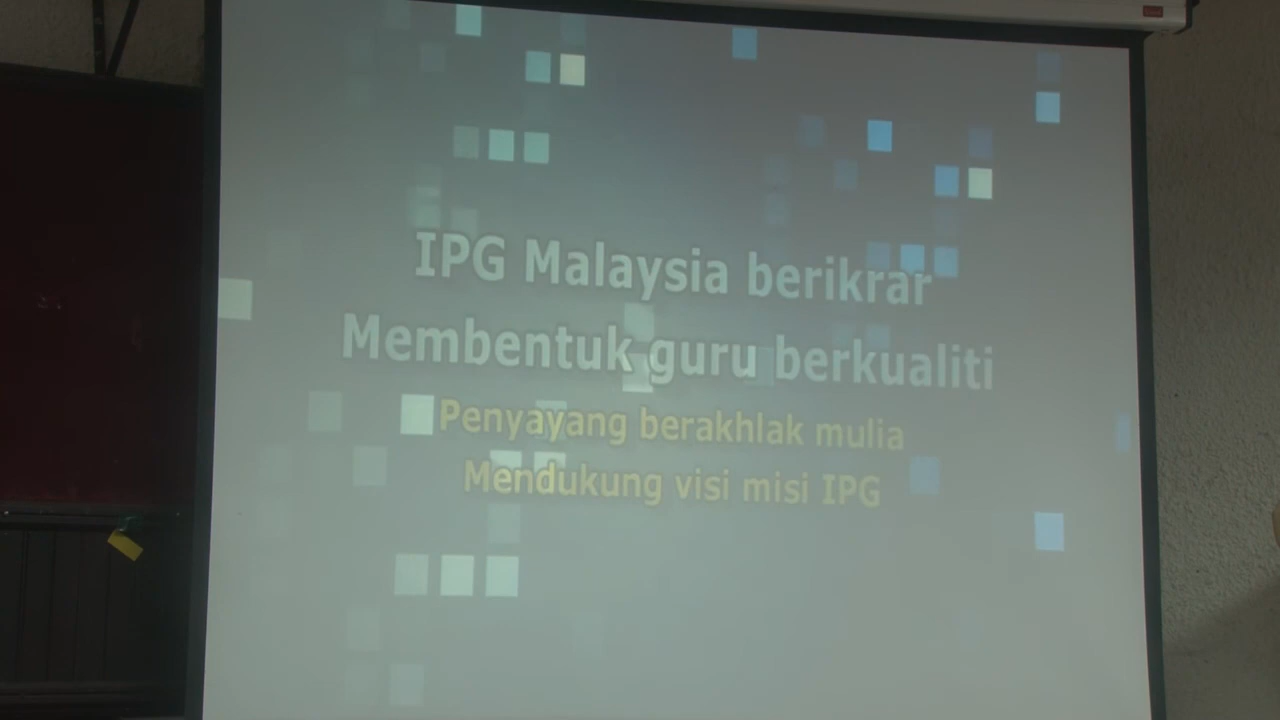 IPG Malaysia berikrar
Membentuk guru berkualiti
Penyayang berakhlak mulia
Mendukung visi misi IPG